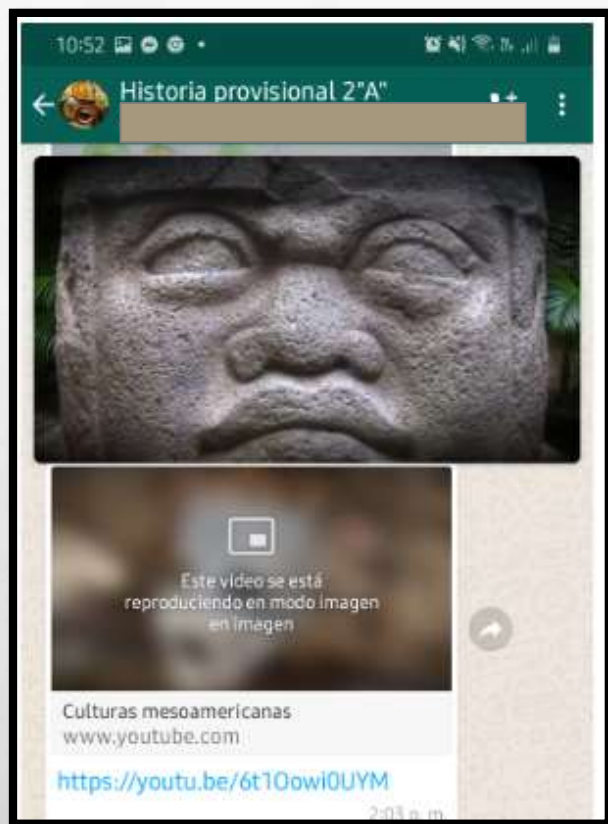 10:52
Historia provisional 2"A"
Este video se está
reproduciendo en modo imagen
en imagen
Culturas mesoamericanas
www.youtube.com
https://youtu.be/6t1Oowi0UYM
2:03 p. m.